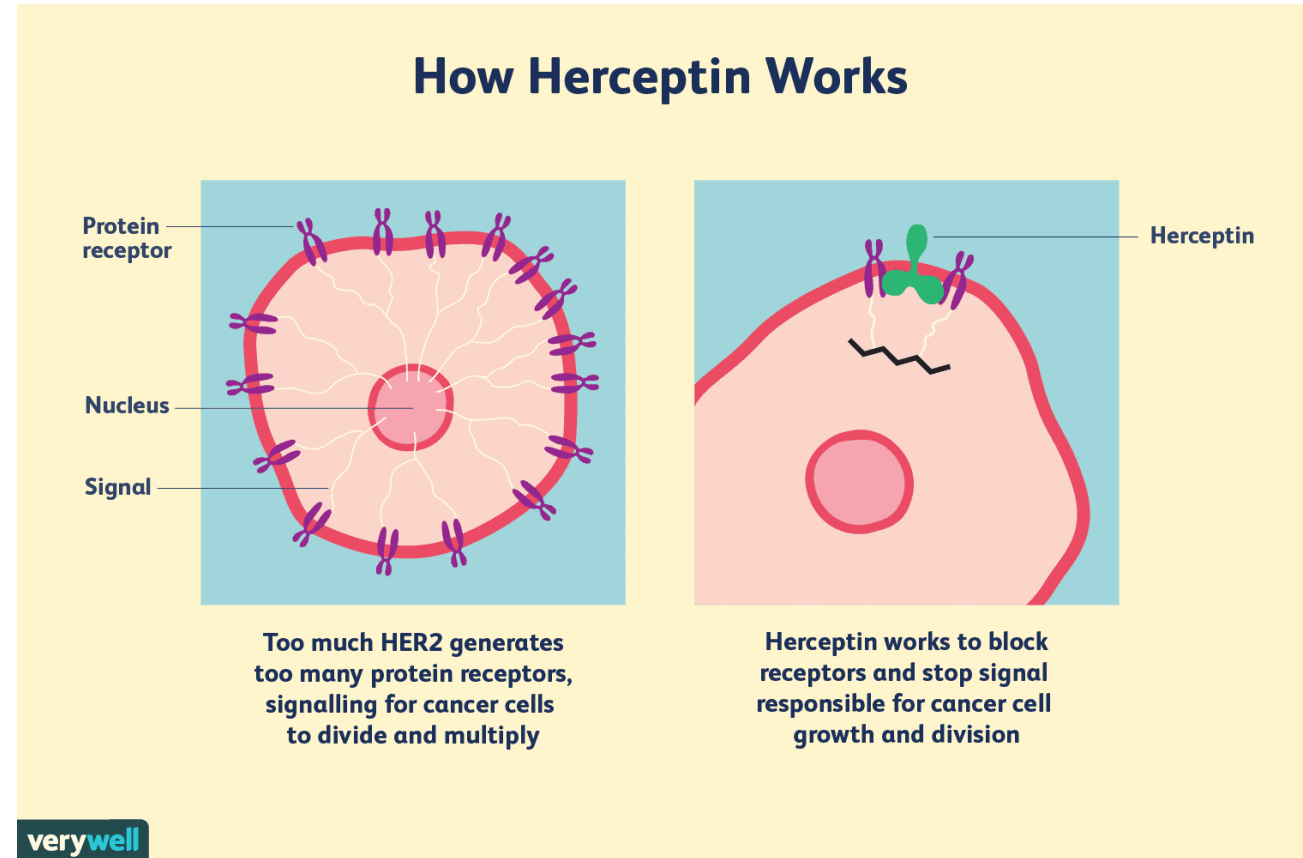 How Herceptin Works
Protein
receptor
Nucleus
Signal
Herceptin
Too much HER2 generates
too many protein receptors,
signalling for cancer cells
to divide and multiply
Herceptin works to block
receptors and stop signal
responsible for cancer cell
growth and division
verywell